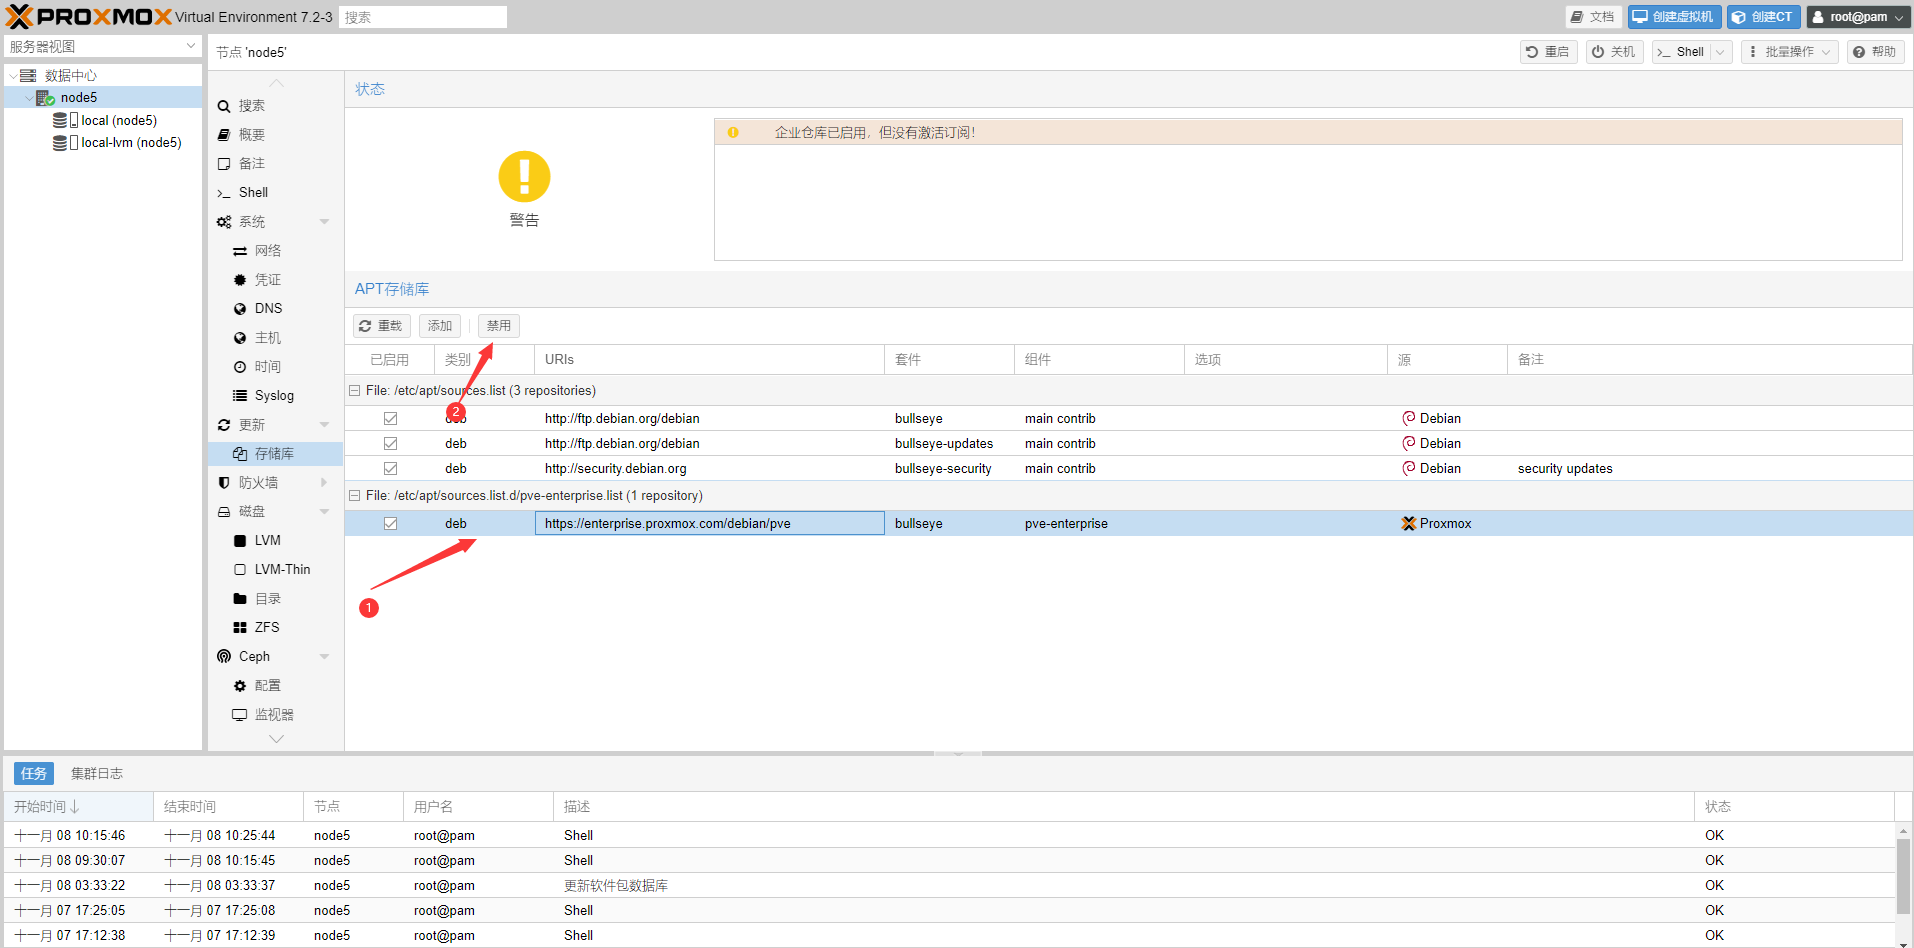 PROXMOX Virtual Environment 7.2-3 搜索 文档 创建虚拟机 创建CT root@pam
服务器视图
节点 'node5' 重启 关机 >_ Shell 批量操作 帮助
数据中心
node5
local (node5)
local-lvm (node5)
搜索
概要
备注
>_ Shell
系统
网络
凭证
DNS
主机
时间
Syslog
更新
存储库
防火墙
磁盘
LVM
LVM-Thin
目录
ZFS
Ceph
配置
监视器
状态
警告
企业仓库已启用，但没有激活订阅！
APT存储库
重载 添加 禁用
已启用 类别 URIs 套件 组件 选项 源 备注
File: /etc/apt/sources.list (3 repositories)
2
deb http://ftp.debian.org/debian bullseye main contrib Debian
deb http://ftp.debian.org/debian bullseye-updates main contrib Debian
deb http://security.debian.org bullseye-security main contrib Debian security updates
File: /etc/apt/sources.list.d/pve-enterprise.list (1 repository)
deb https://enterprise.proxmox.com/debian/pve bullseye pve-enterprise Proxmox
1
任务 集群日志
开始时间 结束时间 节点 用户名 描述 状态
十一月 08 10:15:46 十一月 08 10:25:44 node5 root@pam Shell OK
十一月 08 09:30:07 十一月 08 10:15:45 node5 root@pam Shell OK
十一月 08 03:33:22 十一月 08 03:33:37 node5 root@pam 更新软件包数据库 OK
十一月 07 17:25:05 十一月 07 17:25:08 node5 root@pam Shell OK
十一月 07 17:12:38 十一月 07 17:12:39 node5 root@pam Shell OK